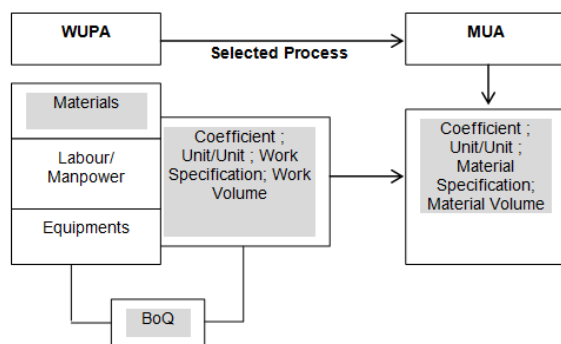 WUPA
Selected Process
MUA
Materials
Labour/
Manpower
Equipments
Coefficient ;
Unit/Unit ; Work
Specification; Work
Volume
Coefficient ;
Unit/Unit ;
Material
Specification;
Material Volume
BoQ